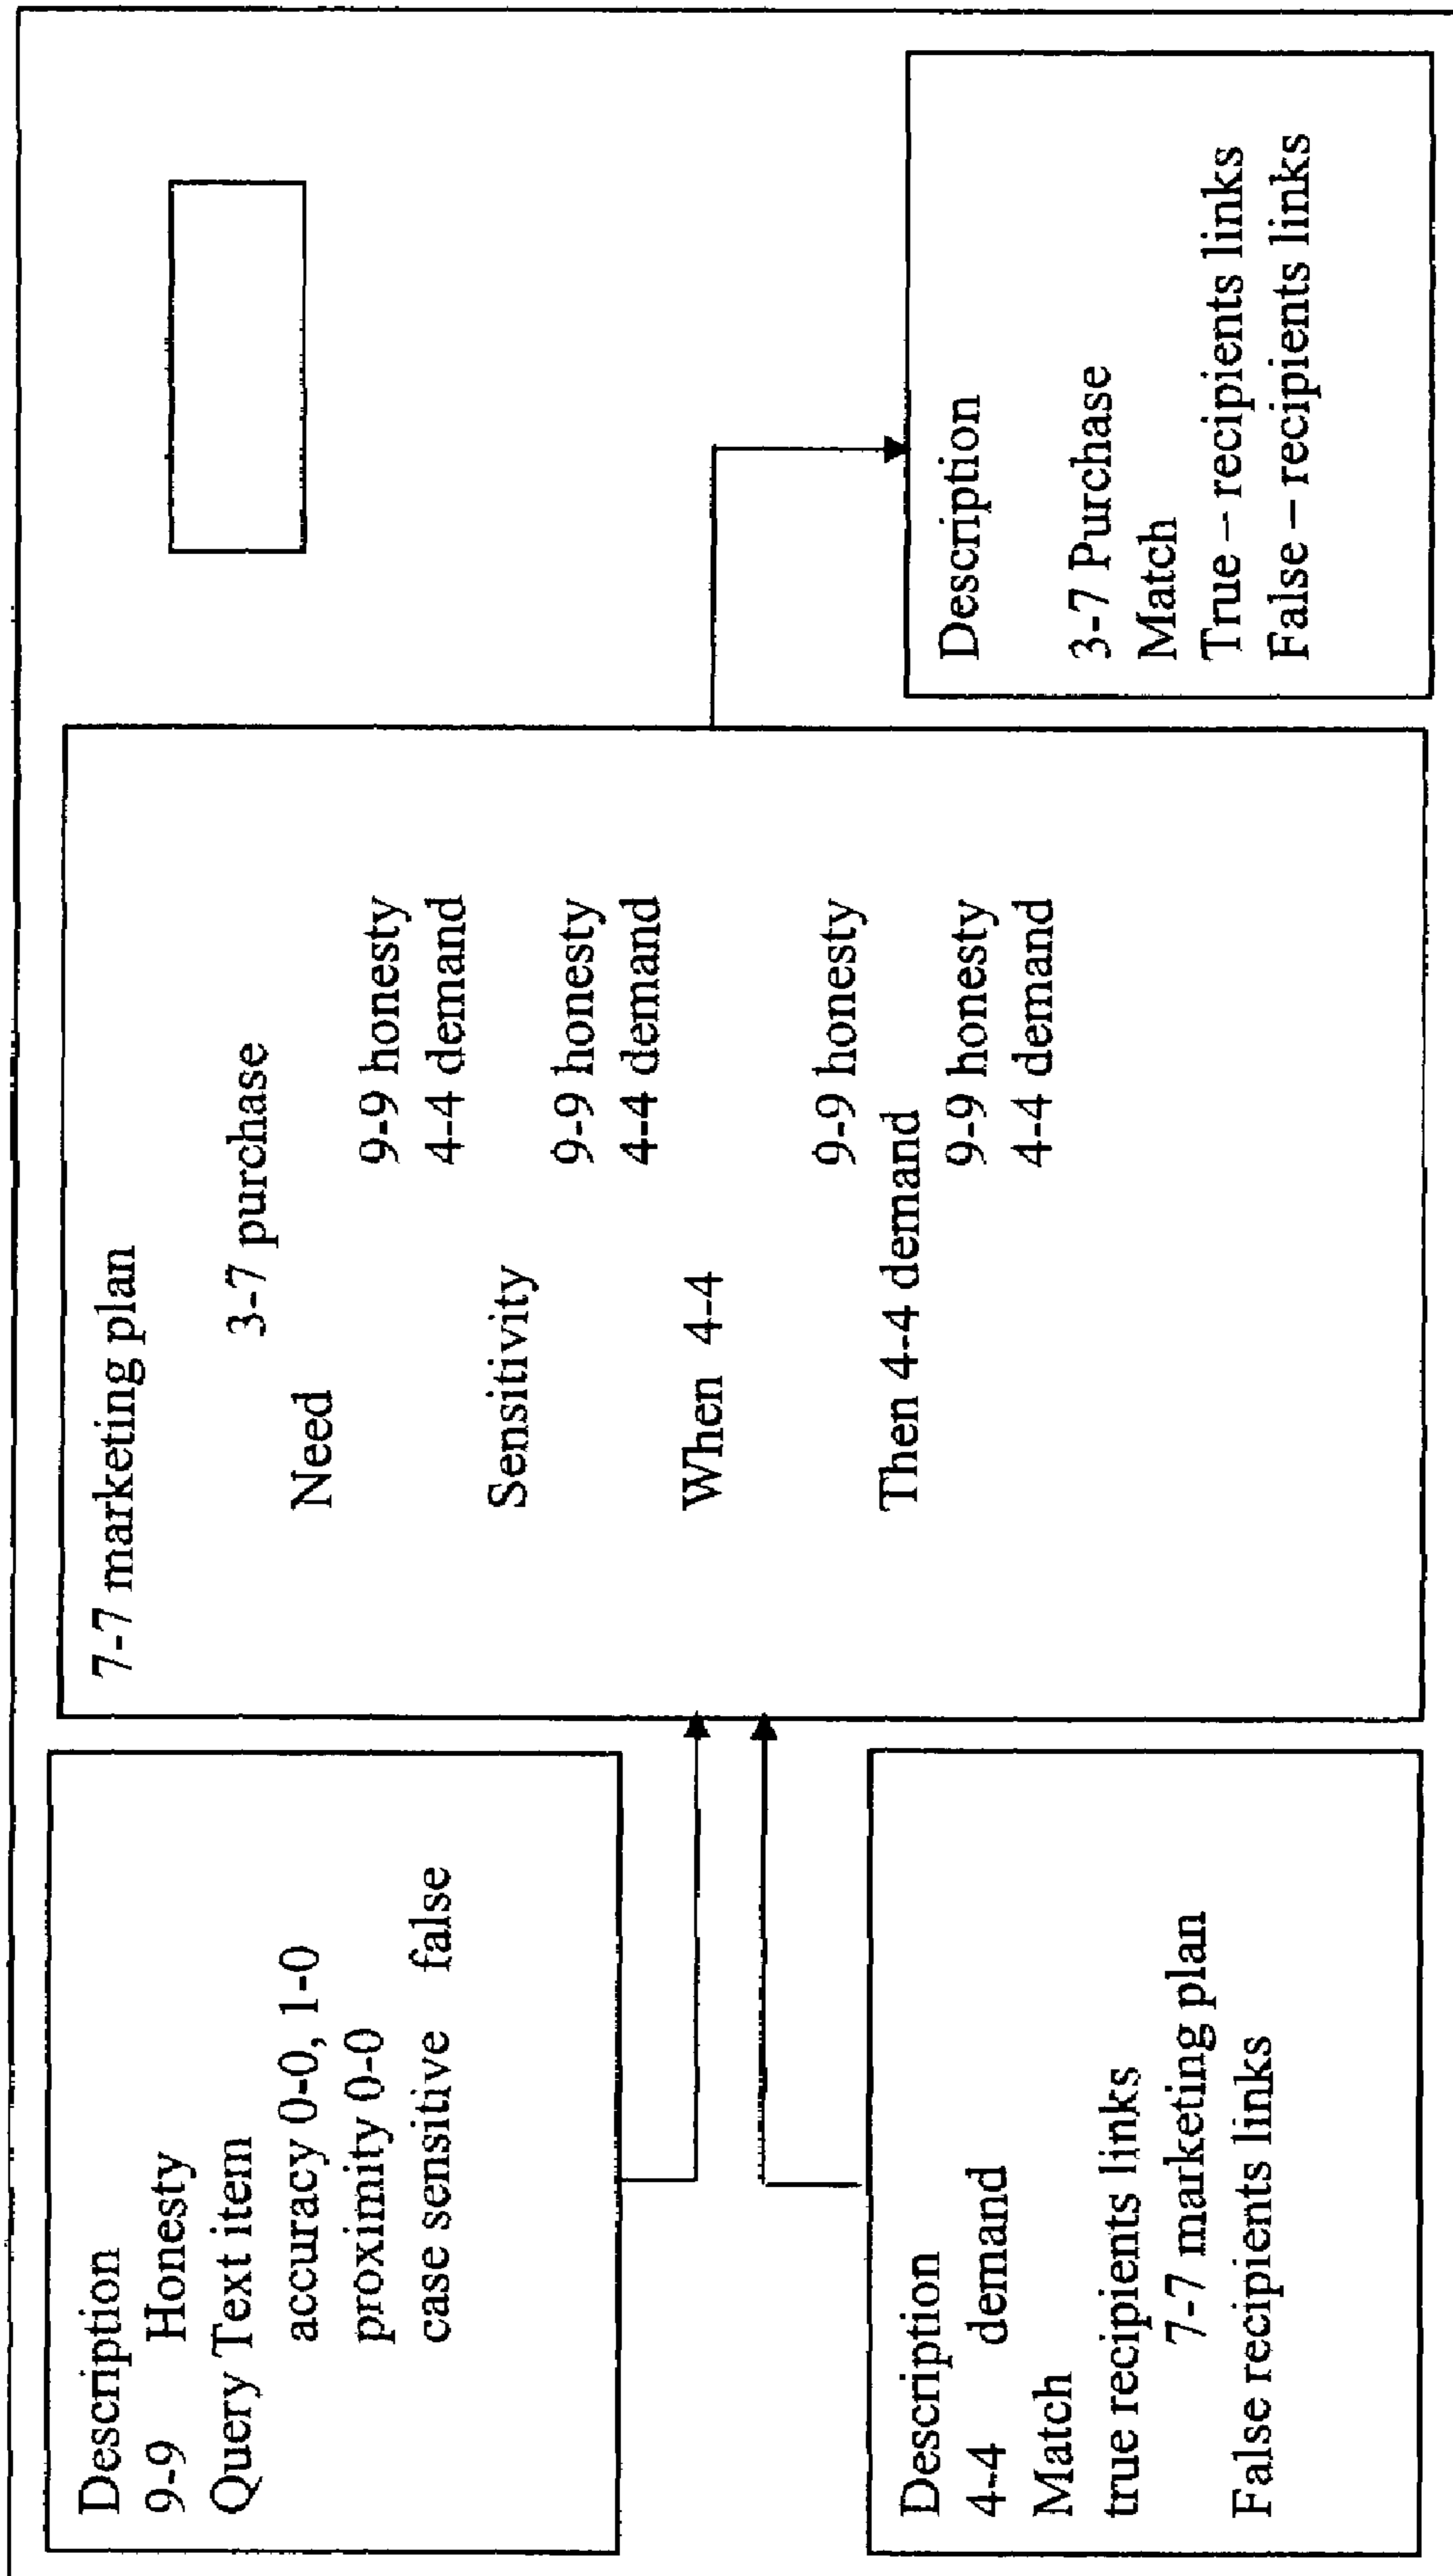 Description
9-9 Honesty
Query Text item
accuracy 0-0, 1-0
proximity 0-0
case sensitive false
Description
4-4 demand
Match
true recipients links
7-7 marketing plan
False recipients links
7-7 marketing plan
3-7 purchase
Need
9-9 honesty
4-4 demand
Sensitivity
9-9 honesty
4-4 demand
When 4-4
9-9 honesty
Then 4-4 demand
9-9 honesty
4-4 demand
Description
3-7 Purchase
Match
True – recipients links
False – recipients links